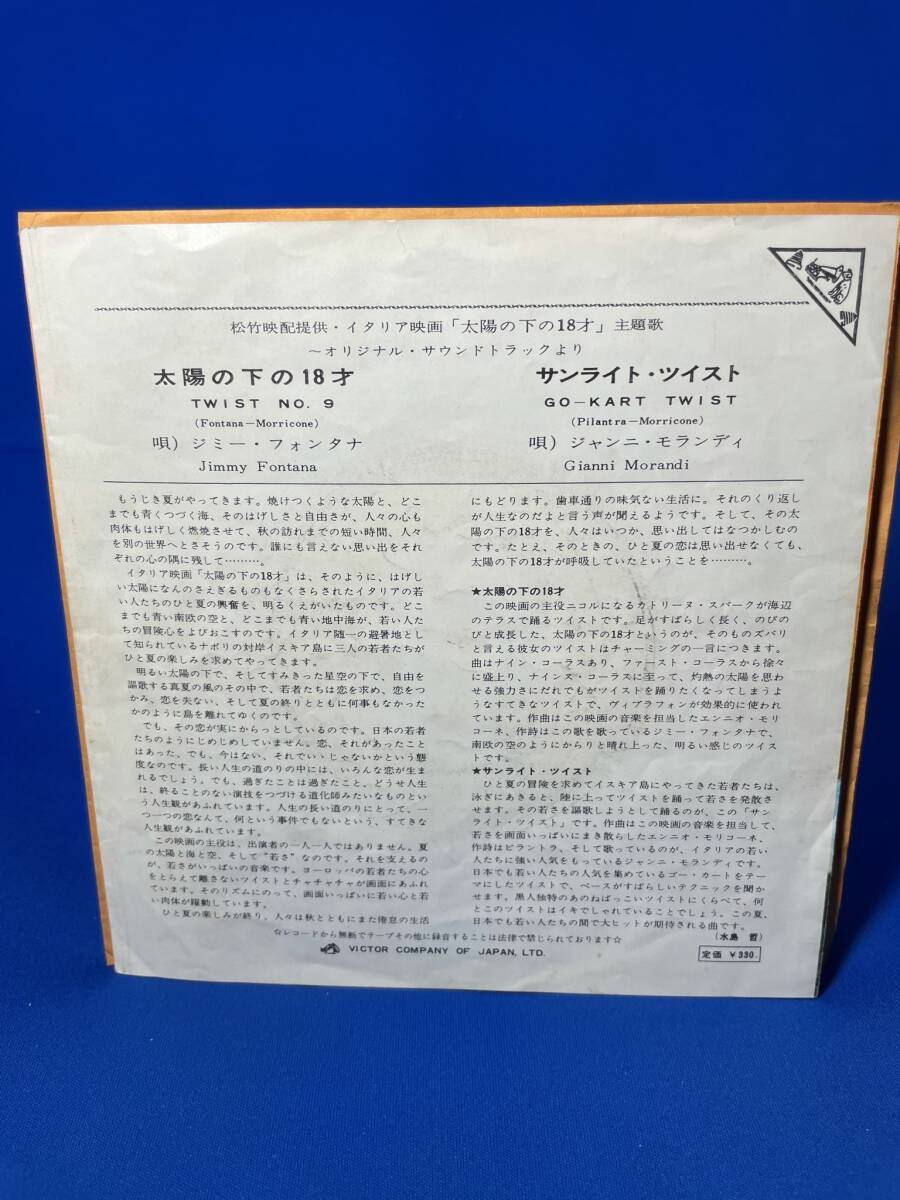 松竹映配提供・イタリア映画「太陽の下の18才」主題歌
〜オリジナル・サウンドトラックより
太陽の下の18才
TWIST NO. 9
(Fontana—Morricone)
唄) ジミー・フォンタナ
Jimmy Fontana
サンライト・ツイスト
GO—KART TWIST
(Pilantra—Morricone)
唄) ジャンニ・モランディ
Gianni Morandi
もうじき夏がやってきます。焼けつくような太陽と、どこ
までも青くつづく海、そのはげしさと自由さが、人々の心も
肉体もはげしく燃焼させて、秋の訪れまでの短い時間、人々
を別の世界へとさそうのです。誰にも言えない思い出をそれ
ぞれの心の隅に残して………。
イタリア映画「太陽の下の18才」は、そのように、はげし
い太陽になんのさえぎるものもなくさらされたイタリアの若
い人たちのひと夏の興奮を、明るくえがいたものです。どこ
までも青い南欧の空と、どこまでも青い地中海が、若い人た
ちの冒険心をよびおこすのです。イタリア随一の避暑地とし
て知られているナポリの対岸イスキア島に三人の若者たちが
ひと夏の楽しみを求めてやってきます。
明るい太陽の下で、そしてすみきった星空の下で、自由を
謳歌する真夏の風のその中で、若者たちは恋を求め、恋をつ
かみ、恋を失ない、そして夏の終りとともに何事もなかった
かのように島を離れてゆくのです。
でも、その恋が実にからっとしているのです。日本の若者
たちのようにじめじめしていません。恋、それがあったこと
はあった、でも、今はない、それでい・じゃないかという態
度なのです。長い人生の道のりの中には、いろんな恋が生ま
れるでしょう。でも、過ぎたことは過ぎたこと。どうせ人生
は、終ることのない演技をつづける道化師みたいなものとい
う人生観があふれています。人生の長い道のりにとって、一
つ一つの恋なんて、何という事件でもないという、すてきな
人生観があふれています。
この映画の主役は、出演者の一人一人ではありません。夏
の太陽と海と空、そして“若さ”なのです。それを支えるの
が、若さがいっぱいの音楽です。ヨーロッパの若者たちの心
をとらえて離さないツイストとチャチャチャが画面にあふれ
ています。そのリズムにのって、画面いっぱいに若い心と若
い肉体が躍動しています。
ひと夏の楽しみが終り、人々は秋とともにまた倦怠の生活
にもどります。歯車通りの味気ない生活に。それのくり返し
が人生なのだよと言う声が聞えるようです。そして、その太
陽の下の18才を、人々はいつか、思い出してはなつかしむの
です。たとえ、そのときの、ひと夏の恋は思い出せなくても、
太陽の下の18才が呼吸していたということを………。
★太陽の下の18才
この映画の主役ニコルになるカトリーヌ・スパークが海辺
のテラスで踊るツイストです。足がすばらしく長く、のびの
びと成長した、太陽の下の18才というのが、そのものズバリ
と言える彼女のツイストはチャーミングの一言につきます。
曲はナイン・コーラスあり、ファースト・コーラスから徐々
に盛上り、ナインス・コーラスに至って、灼熱の太陽を思わ
せる強力さにだれでもがツイストを踊りたくなってしまうよ
うなすてきなツイストで、ヴィブラフォンが効果的に使われ
ています。作曲はこの映画の音楽を担当したエンニオ・モリ
コーネ、作詩はこの歌を歌っているジミー・フォンタナで、
南欧の空のようにからりと晴れ上った、明るい感じのツイス
トです。
★サンライト・ツイスト
ひと夏の冒険を求めてイスキア島にやってきた若者たちは、
泳ぎにあきると、陸に上ってツイストを踊って若さを発散さ
せます。その若さを謳歌しようとして踊るのが、この「サン
ライト・ツイスト」です。作曲はこの映画の音楽を担当して、
若さを画面いっぱいにまき散らしたエンニオ・モリコーネ、
作詩はピラントラ、そして歌っているのが、イタリアの若い
人たちに強い人気をもっているジャンニ・モランディです。
日本でも若い人たちの人気を集めているゴー・カートをテー
マにしたツイストで、ベースがすばらしいテクニックを聞か
せます。黒人独特のあのねばっこいツイストにくらべて、何
とこのツイストはイキでしゃれていることでしょう。この夏、
日本でも若い人たちの間で大ヒットが期待される曲です。
(水島 哲)
☆レコードから無断でテープその他に録音することは法律で禁じられております☆
VICTOR COMPANY OF JAPAN, LTD.
定価 ¥330.